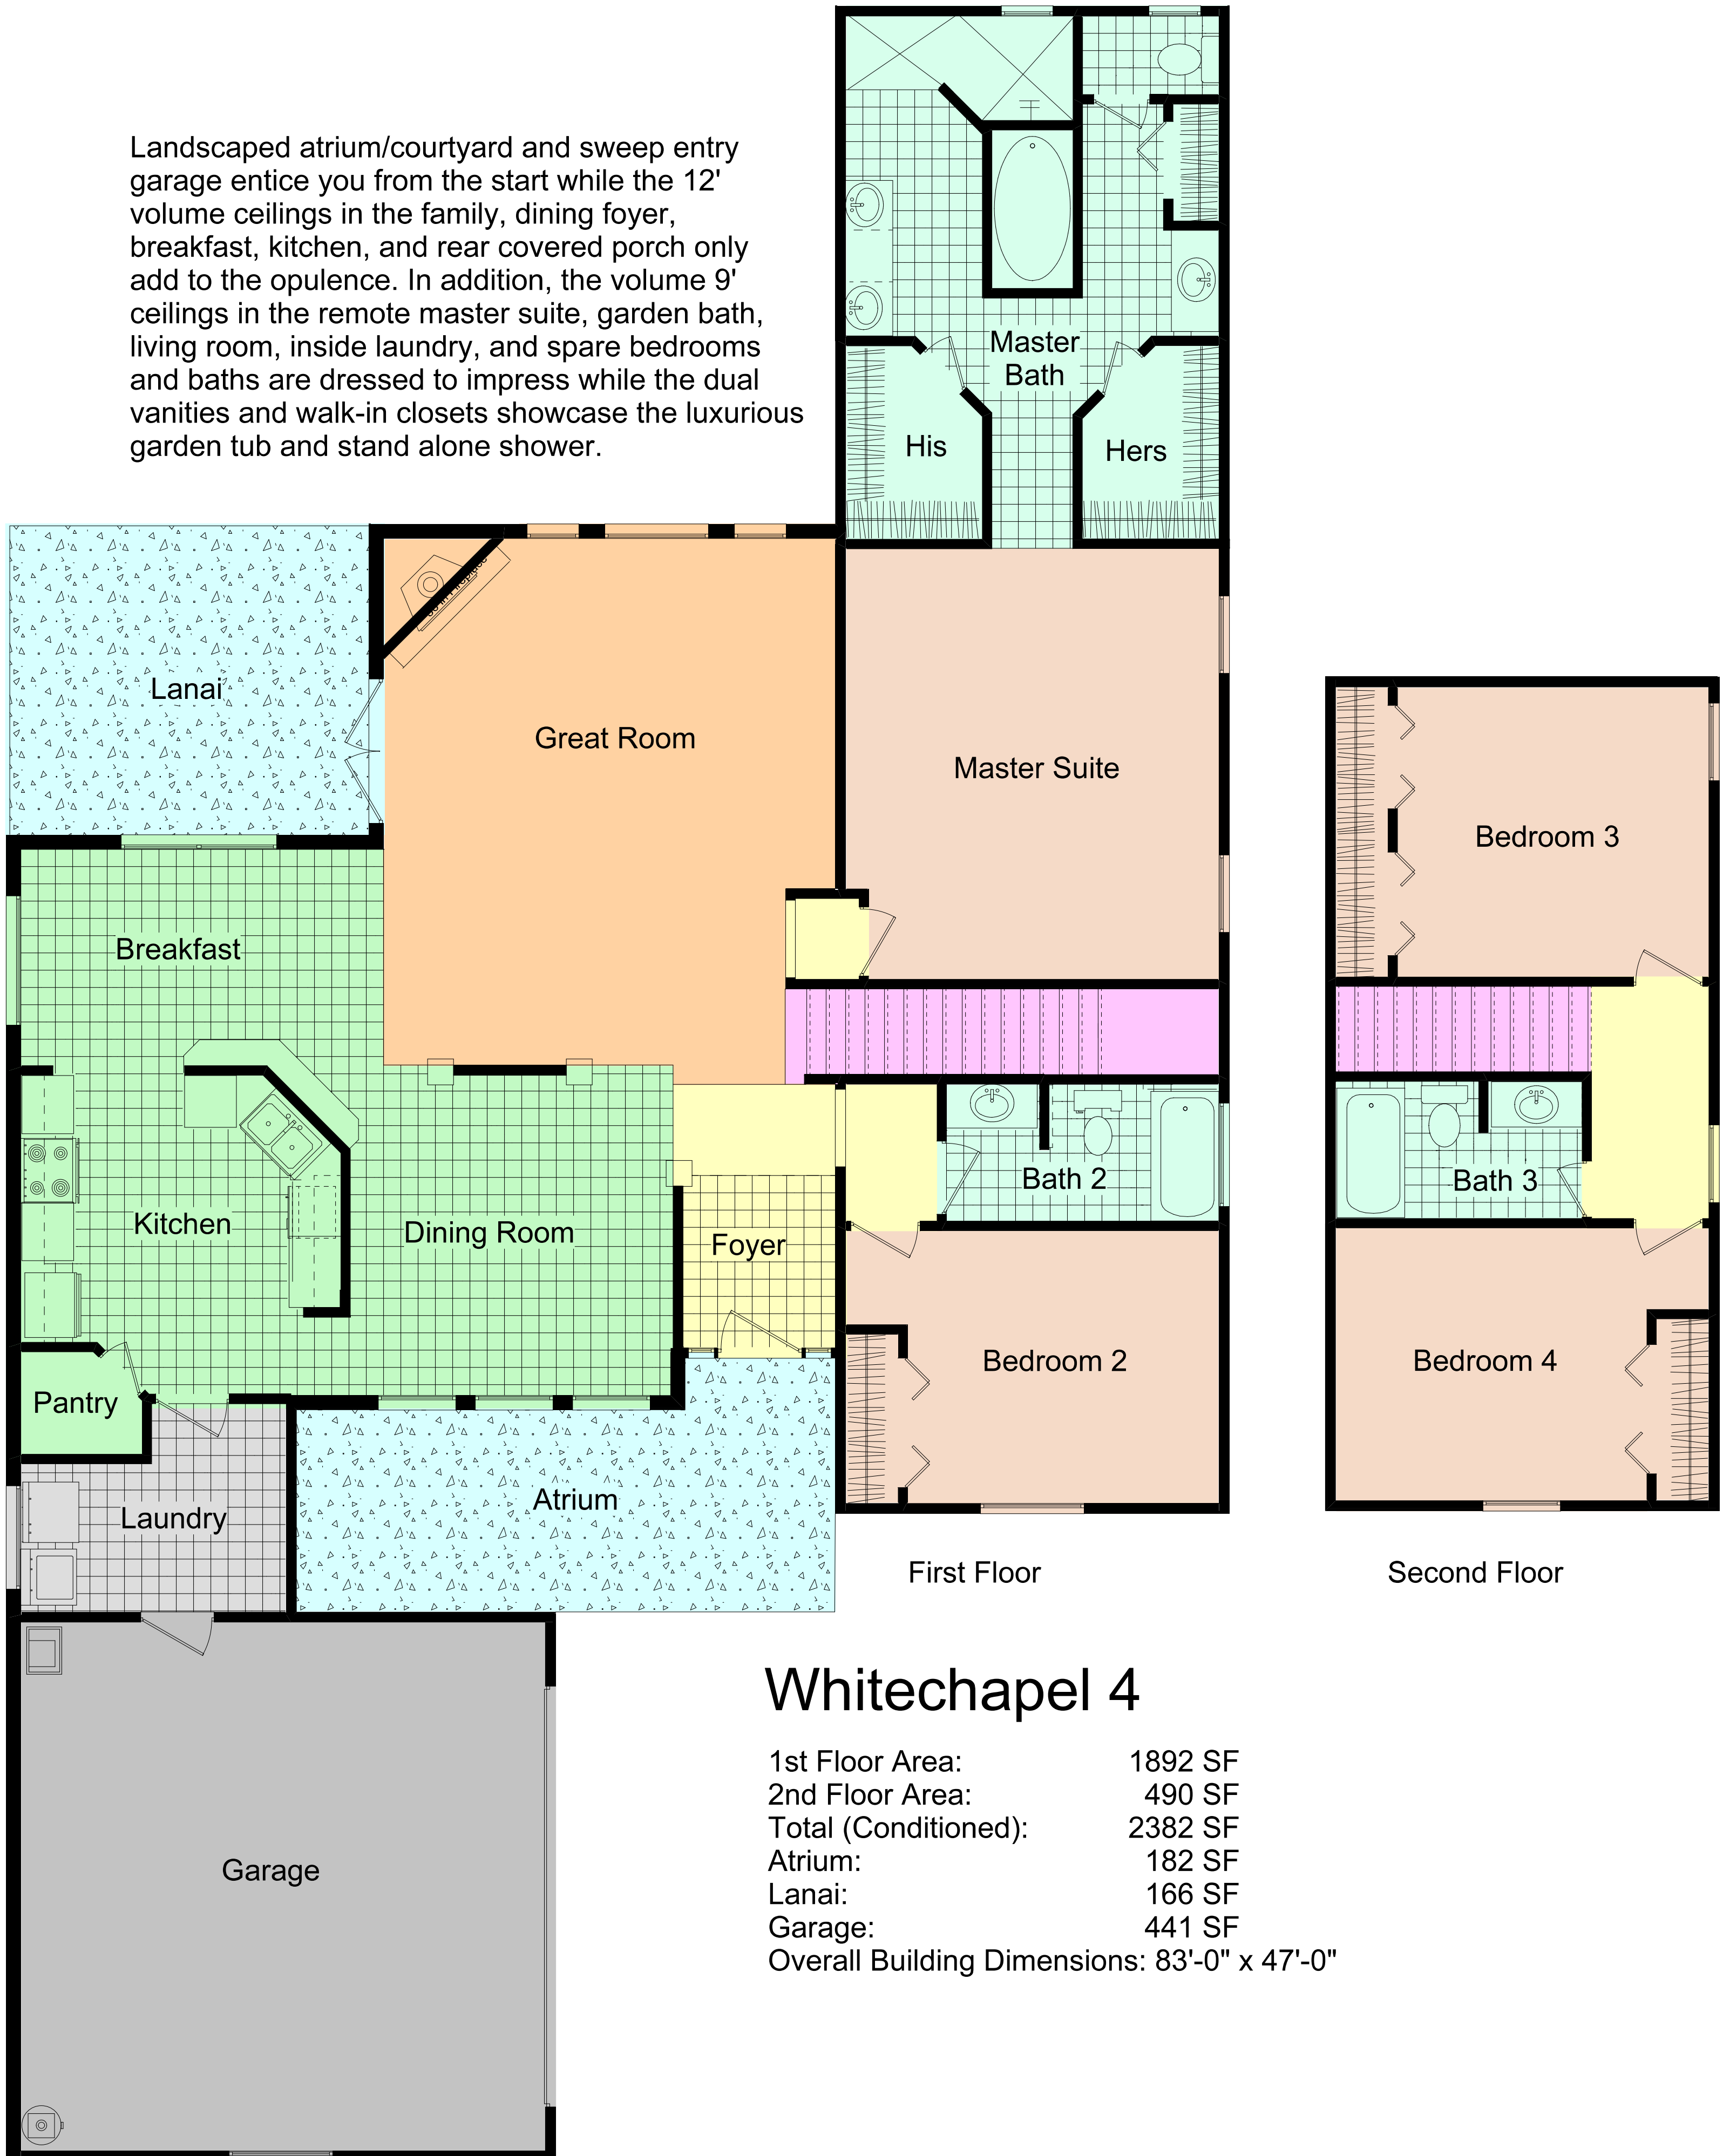 Landscaped atrium/courtyard and sweep entry
garage entice you from the start while the 12'
volume ceilings in the family, dining foyer,
breakfast, kitchen, and rear covered porch only
add to the opulence. In addition, the volume 9'
ceilings in the remote master suite, garden bath,
living room, inside laundry, and spare bedrooms
and baths are dressed to impress while the dual
vanities and walk-in closets showcase the luxurious
garden tub and stand alone shower.
Master
Bath
His
Hers
Lanai
Great Room
Master Suite
Bedroom 3
Breakfast
Kitchen
Dining Room
Foyer
Bath 2
Bath 3
Bedroom 2
Bedroom 4
Pantry
Laundry
Atrium
First Floor
Second Floor
Garage
Whitechapel 4
1st Floor Area: 1892 SF
2nd Floor Area: 490 SF
Total (Conditioned): 2382 SF
Atrium: 182 SF
Lanai: 166 SF
Garage: 441 SF
Overall Building Dimensions: 83'-0" x 47'-0"